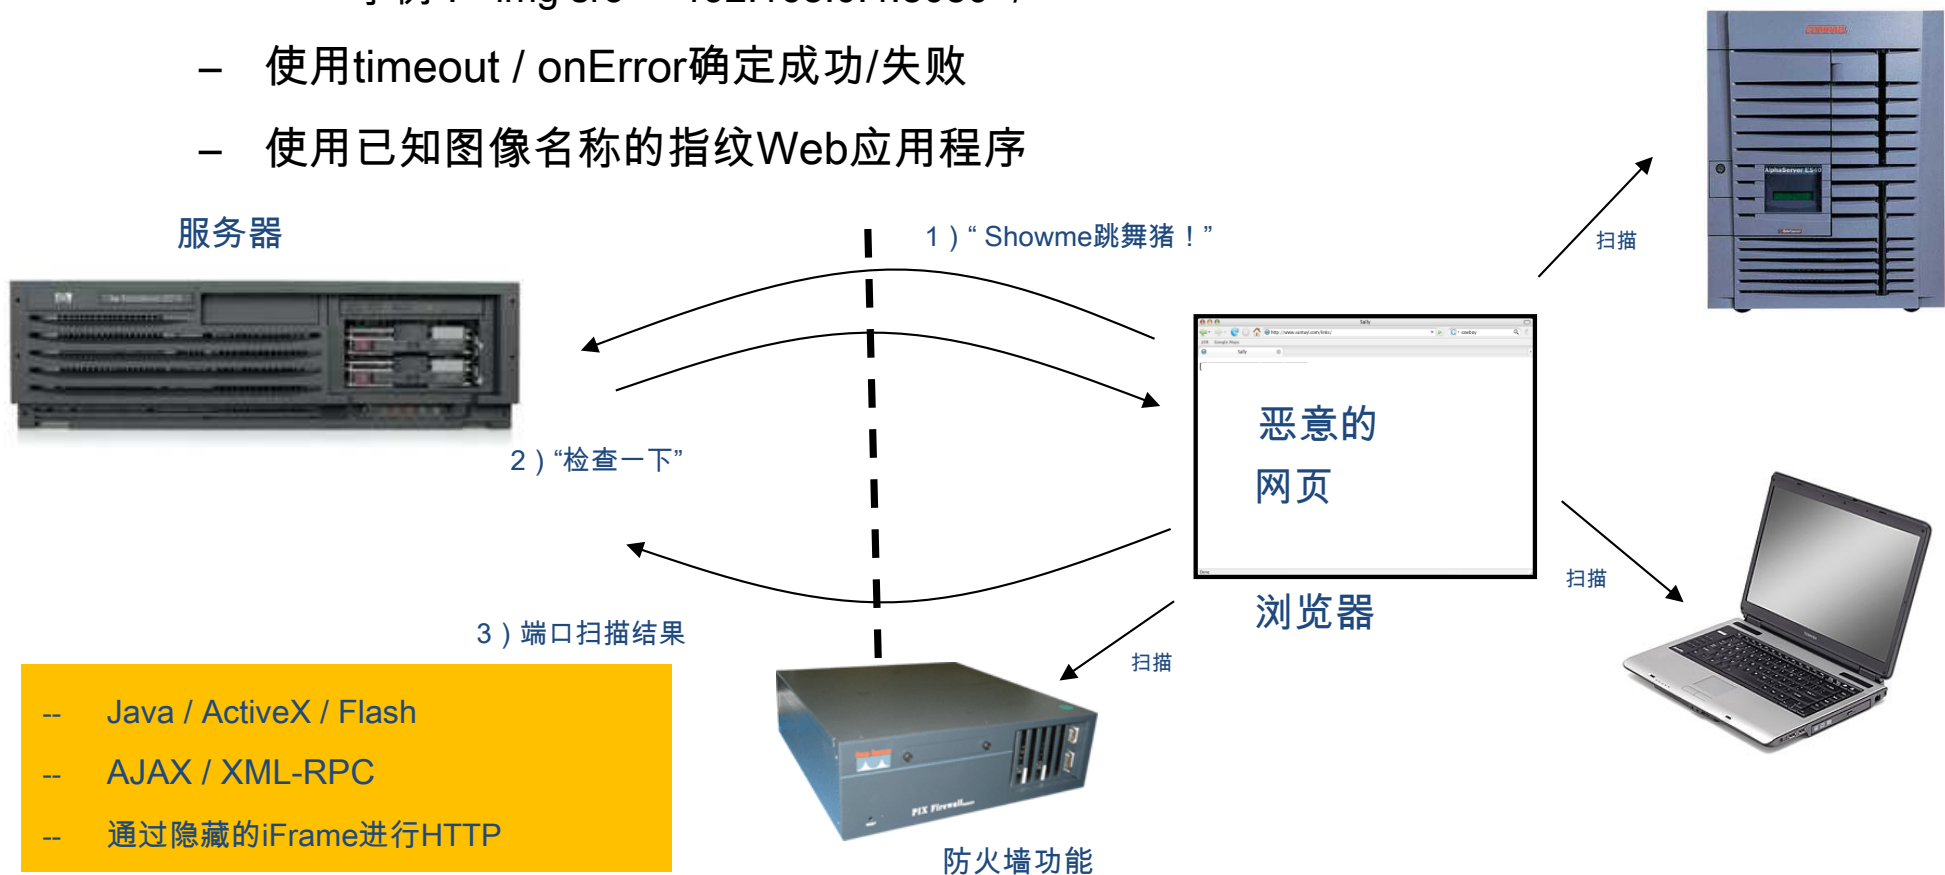 – 使用timeout / onError确定成功/失败
– 使用已知图像名称的指纹Web应用程序
服务器
1）“ Showme跳舞猪！”
扫描
AlphaServer ES40
Sally
恶意的
网页
2）“检查一下”
扫描
浏览器
3）端口扫描结果
扫描
-- Java / ActiveX / Flash
-- AJAX / XML-RPC
-- 通过隐藏的iFrame进行HTTP
PIX Firewall
防火墙功能